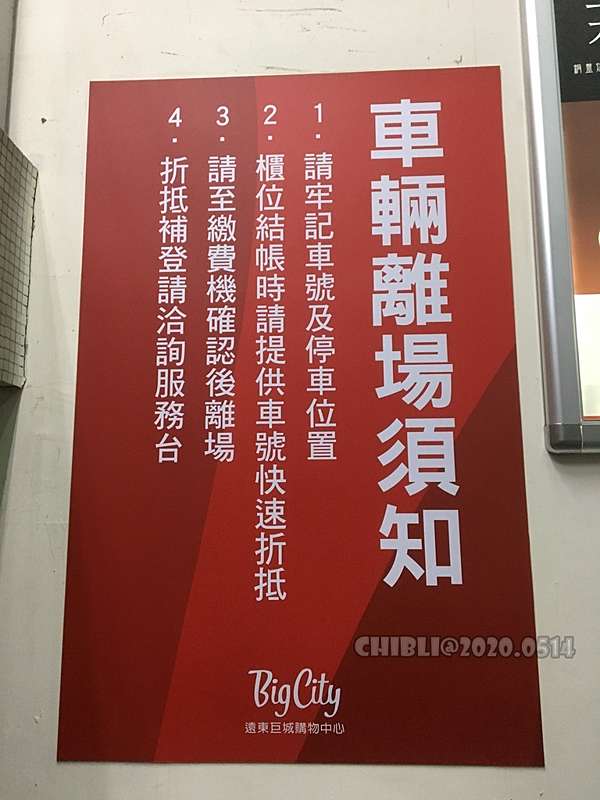 車輛離場須知
1．請牢記車號及停車位置
2．櫃位結帳時請提供車號快速折抵
3．請至繳費機確認後離場
4．折抵補登請洽詢服務台
BigCity
遠東巨城購物中心
CHIBLI@2020.0514